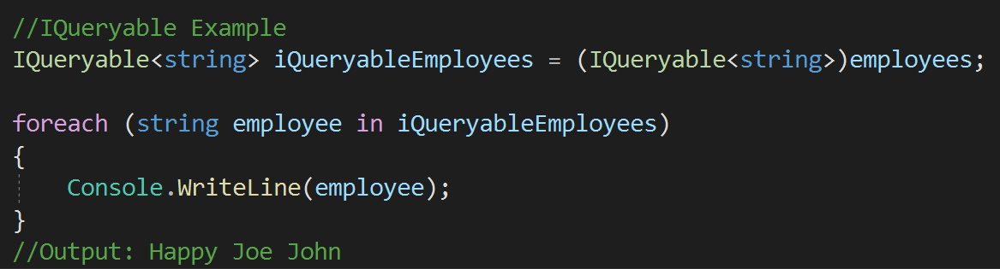 //IQueryable Example
IQueryable<string> iQueryableEmployees = (IQueryable<string>)employees;
foreach (string employee in iQueryableEmployees)
{
Console.WriteLine(employee);
}
//Output: Happy Joe John